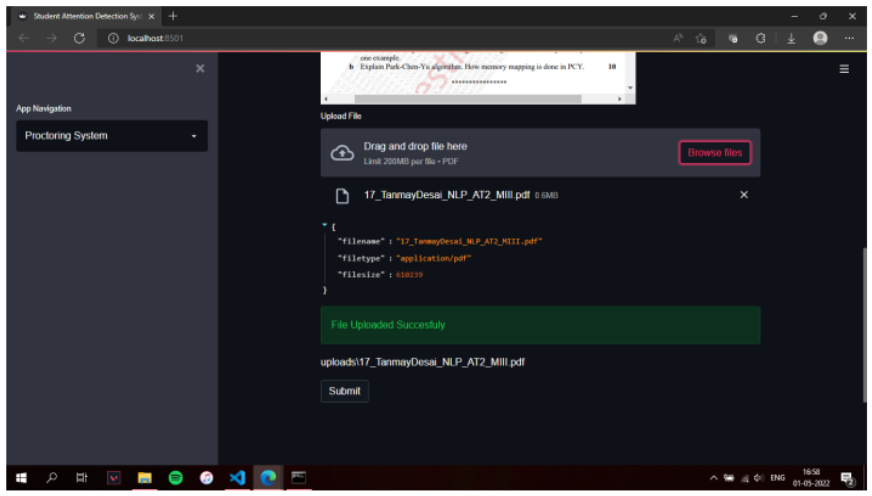 Student Attention Detection Sys
localhost:8501
one example.
b Explain Park-Chen-Yu algorithm. How memory mapping is done in PCY. 10
****************
App Navigation
Proctoring System
Upload File
Drag and drop file here
Limit 200MB per file • PDF
Browse files
17_TanmayDesai_NLP_AT2_MIII.pdf 0.6MB
{
"filename" : "17_TanmayDesai_NLP_AT2_MIII.pdf"
"filetype" : "application/pdf"
"filesize" : 610239
}
File Uploaded Succesfuly
uploads\17_TanmayDesai_NLP_AT2_MIII.pdf
Submit
ENG
16:58
01-05-2022